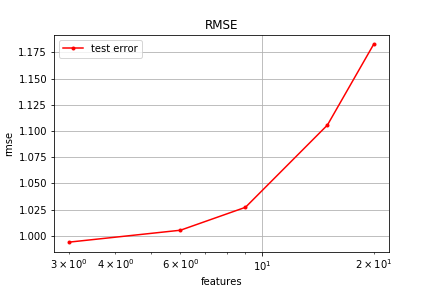 RMSE
test error
1.175
1.150
1.125
1.100
1.075
1.050
1.025
1.000
rmse
3 × 10⁰ 4 × 10⁰ 6 × 10⁰ 10¹ 2 × 10¹
features